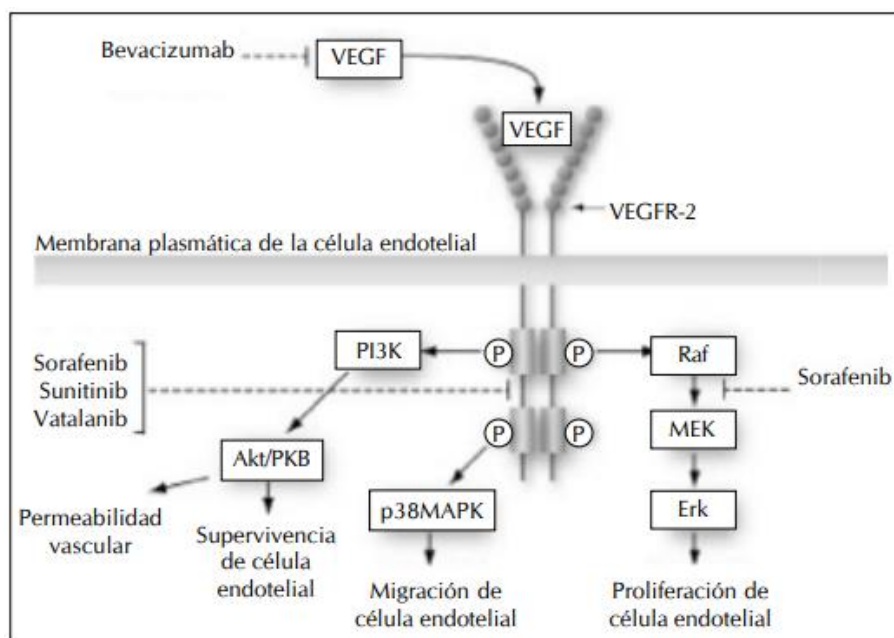 Bevacizumab
VEGF
VEGF
VEGFR-2
Membrana plasmática de la célula endotelial
Sorafenib
Sunitinib
Vatalanib
PI3K
P
P
Raf
Sorafenib
P
P
MEK
Akt/PKB
p38MAPK
Erk
Permeabilidad
vascular
Supervivencia
de célula
endotelial
Migración de
célula endotelial
Proliferación de
célula endotelial